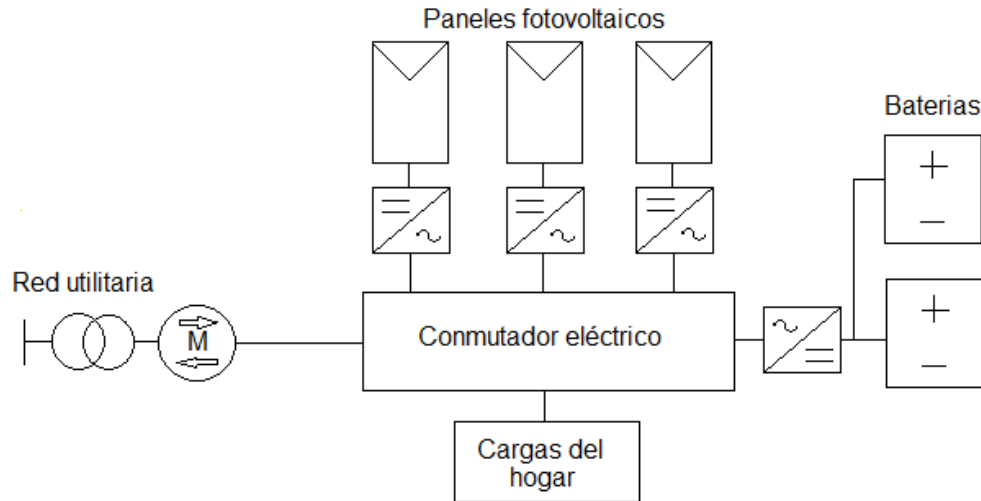 Paneles fotovoltaicos
Baterias
+
–
Red utilitaria
M
Conmutador eléctrico
+
–
Cargas del
hogar